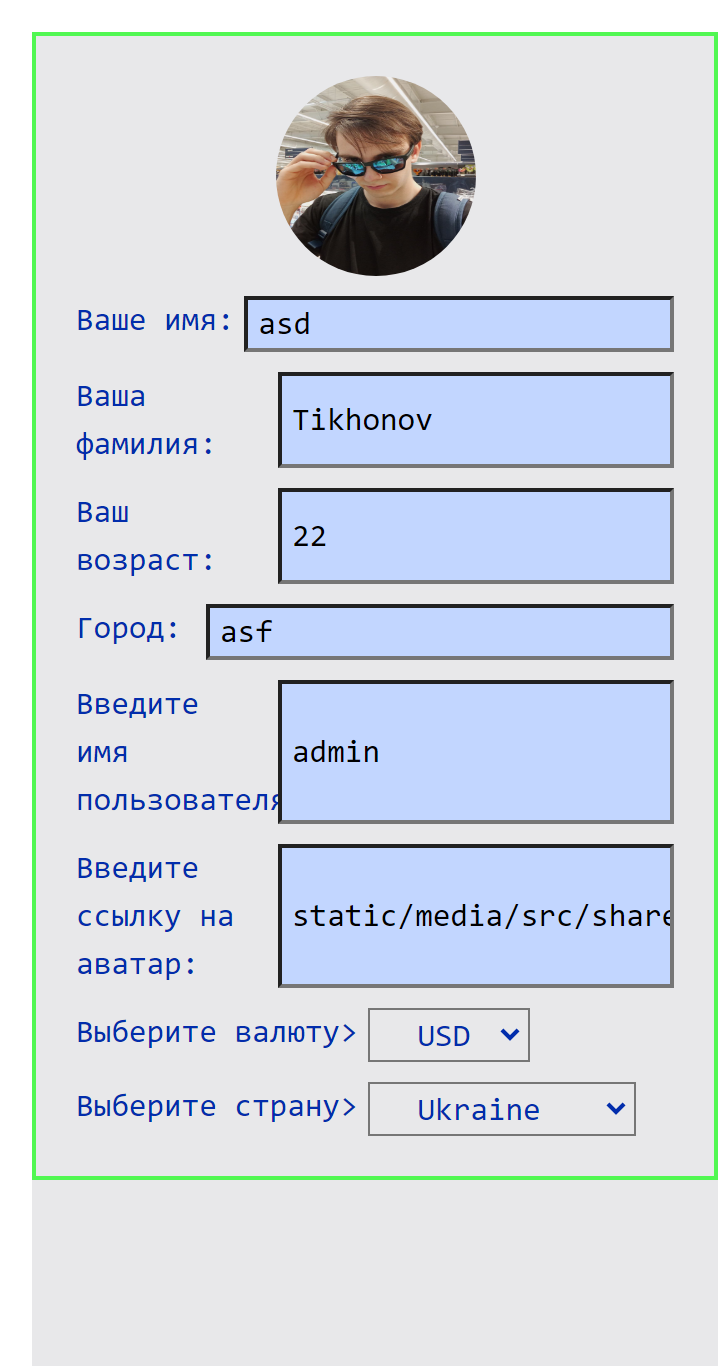 Ваше имя: asd
Ваша
фамилия:
Tikhonov
Ваш
возраст:
22
Город: asf
Введите
имя
пользователя
admin
Введите
ссылку на
аватар:
static/media/src/share
Выберите валюту> USD
Выберите страну> Ukraine